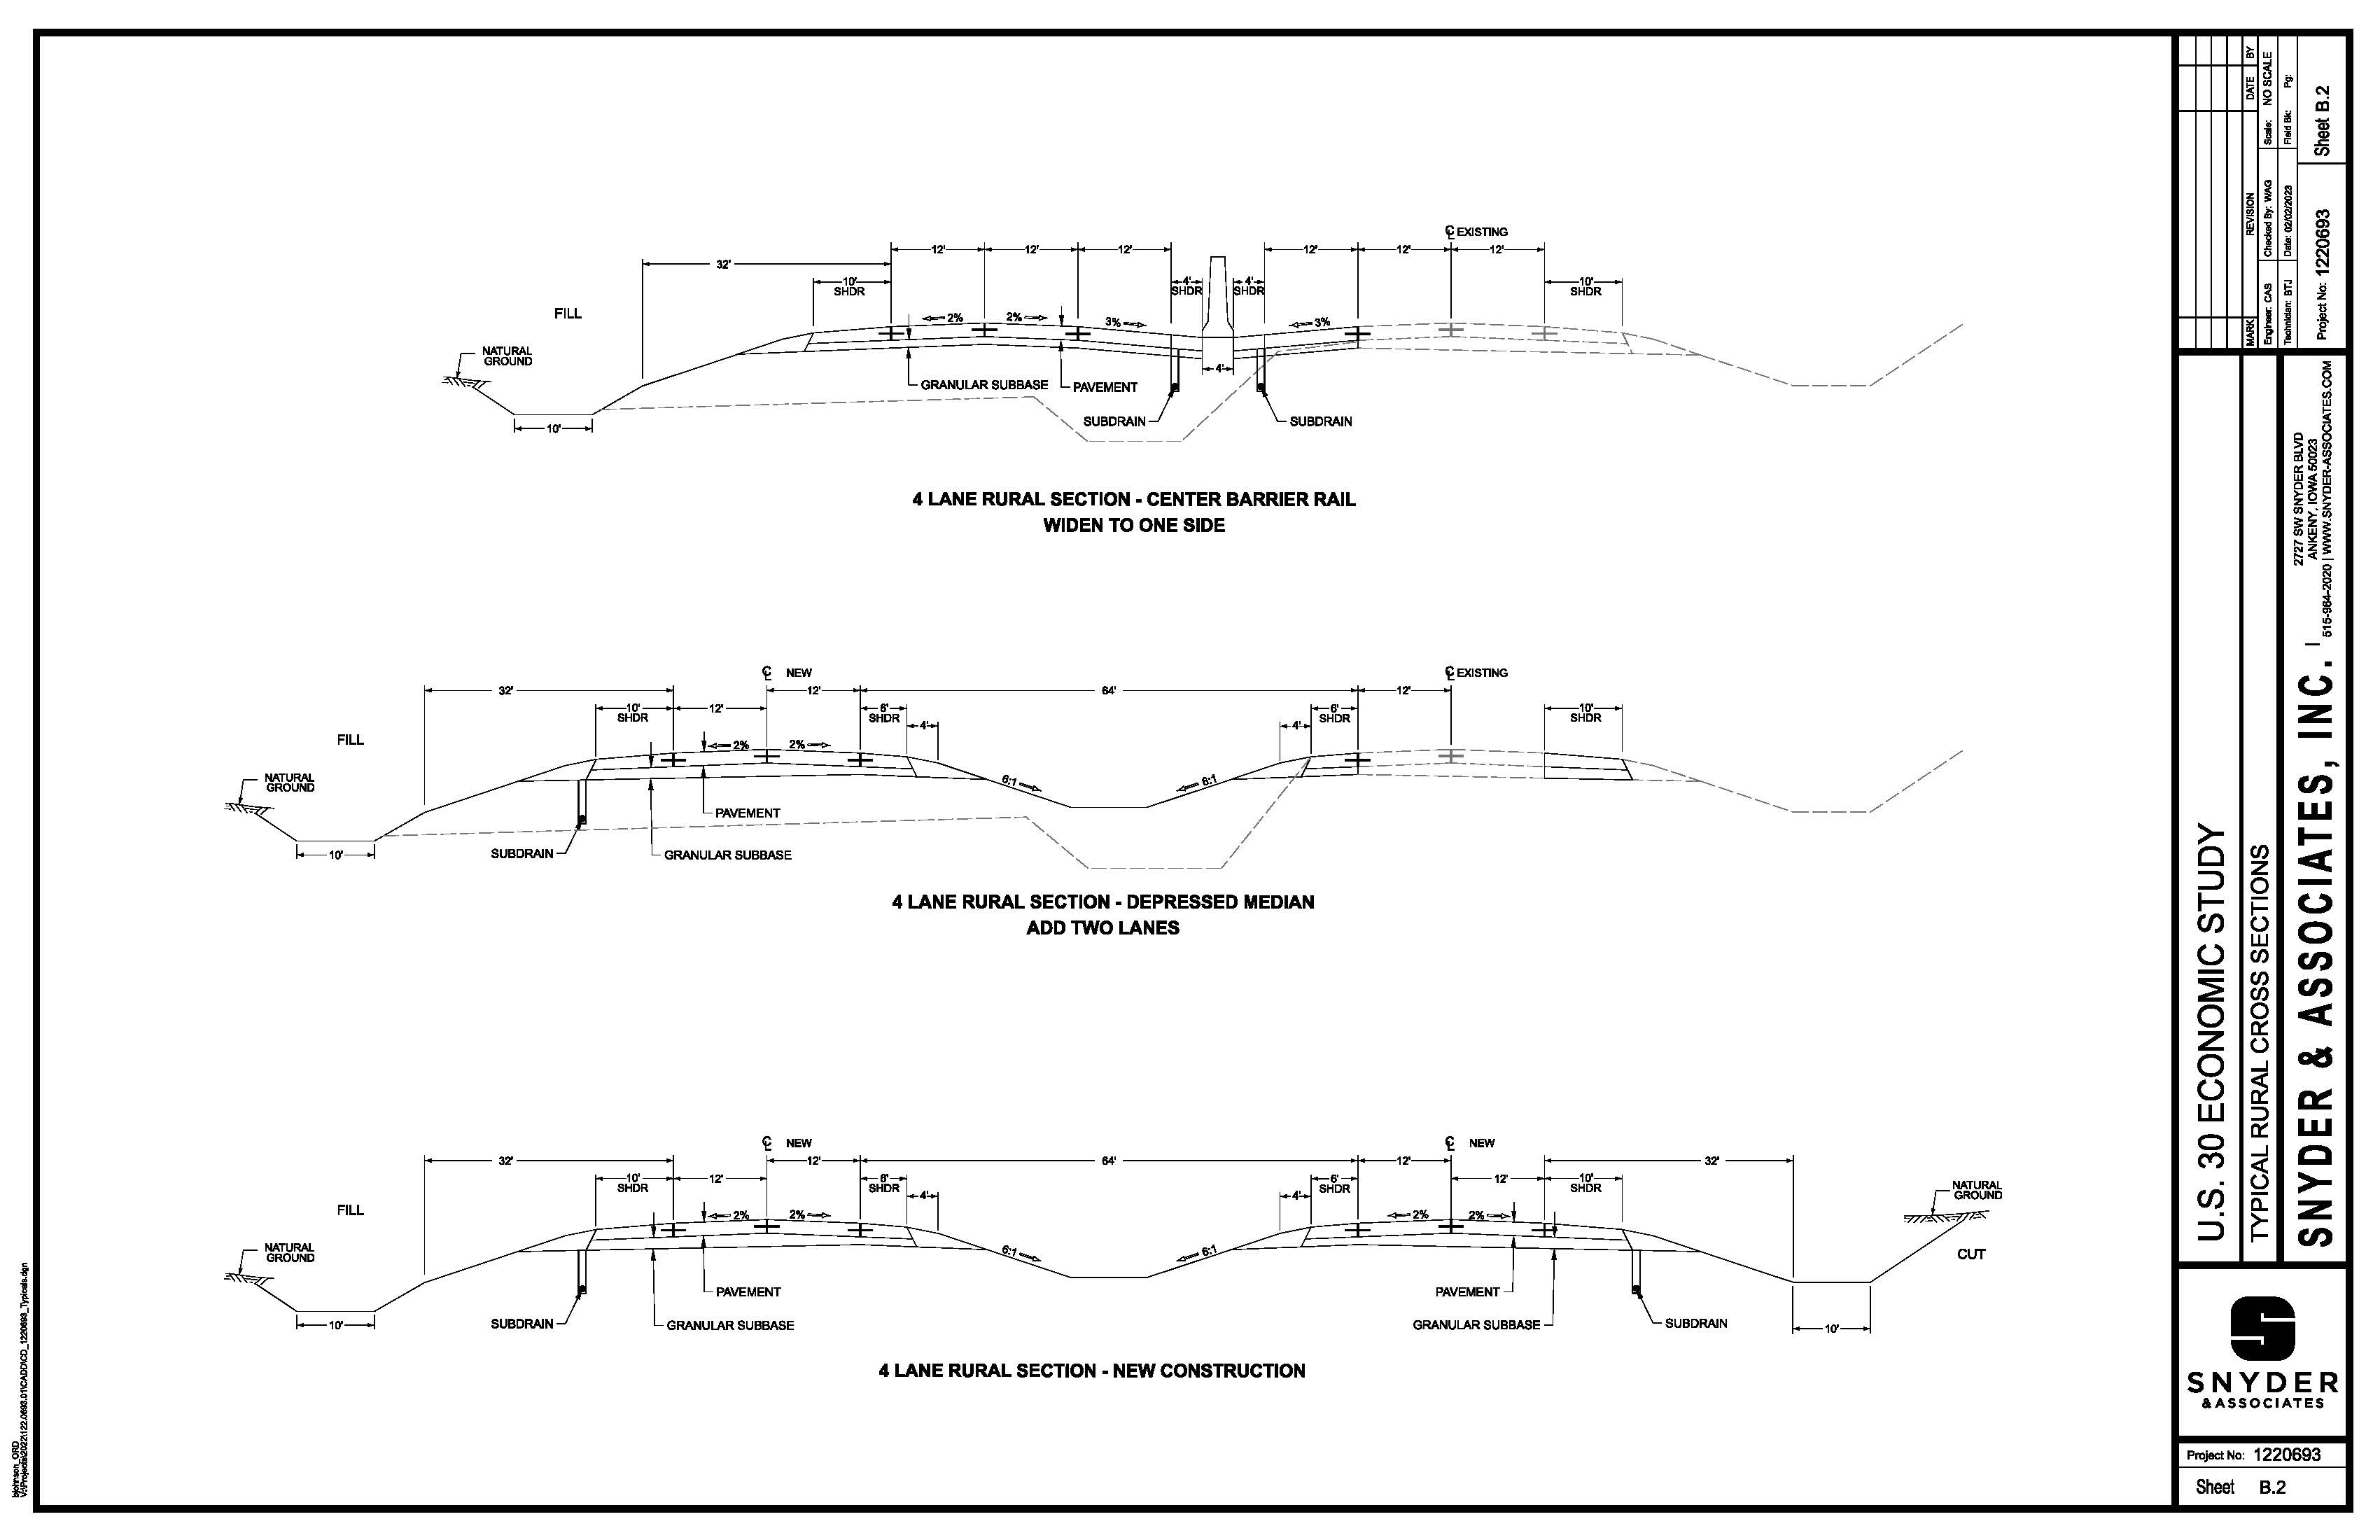 ℄ EXISTING
12' 12' 12' 12' 12' 12'
32'
10' SHDR 4' SHDR 4' SHDR 10' SHDR
FILL
2% 2% 3% 3%
NATURAL
GROUND
4'
GRANULAR SUBBASE PAVEMENT
SUBDRAIN SUBDRAIN
10'
4 LANE RURAL SECTION - CENTER BARRIER RAIL
WIDEN TO ONE SIDE
℄ NEW ℄ EXISTING
32' 12' 64' 12'
10' SHDR 12' 6' SHDR 4' 4' 6' SHDR 10' SHDR
FILL
2% 2%
NATURAL
GROUND
6:1 6:1
PAVEMENT
10' SUBDRAIN GRANULAR SUBBASE
4 LANE RURAL SECTION - DEPRESSED MEDIAN
ADD TWO LANES
℄ NEW ℄ NEW
32' 12' 64' 12' 32'
10' SHDR 12' 6' SHDR 4' 4' 6' SHDR 12' 10' SHDR
NATURAL
GROUND
FILL
2% 2% 2% 2%
NATURAL
GROUND
6:1 6:1
CUT
PAVEMENT PAVEMENT
10' SUBDRAIN GRANULAR SUBBASE GRANULAR SUBBASE SUBDRAIN 10'
4 LANE RURAL SECTION - NEW CONSTRUCTION
MARK REVISION DATE BY
Engineer: CAS Checked By: WAG Scale: NO SCALE
Technician: BTJ Date: 02/02/2023 Field Bk: Pg:
Project No: 1220693 Sheet B.2
U.S. 30 ECONOMIC STUDY
TYPICAL RURAL CROSS SECTIONS
SNYDER & ASSOCIATES, INC. |
2727 SW SNYDER BLVD
ANKENY, IOWA 50023
515-964-2020 | WWW.SNYDER-ASSOCIATES.COM
S
SNYDER
& ASSOCIATES
Project No: 1220693
Sheet B.2
bjohnson_ORD
V:\Projects\2022\122.0693.01\CADD\CD_1220693_Typicals.dgn